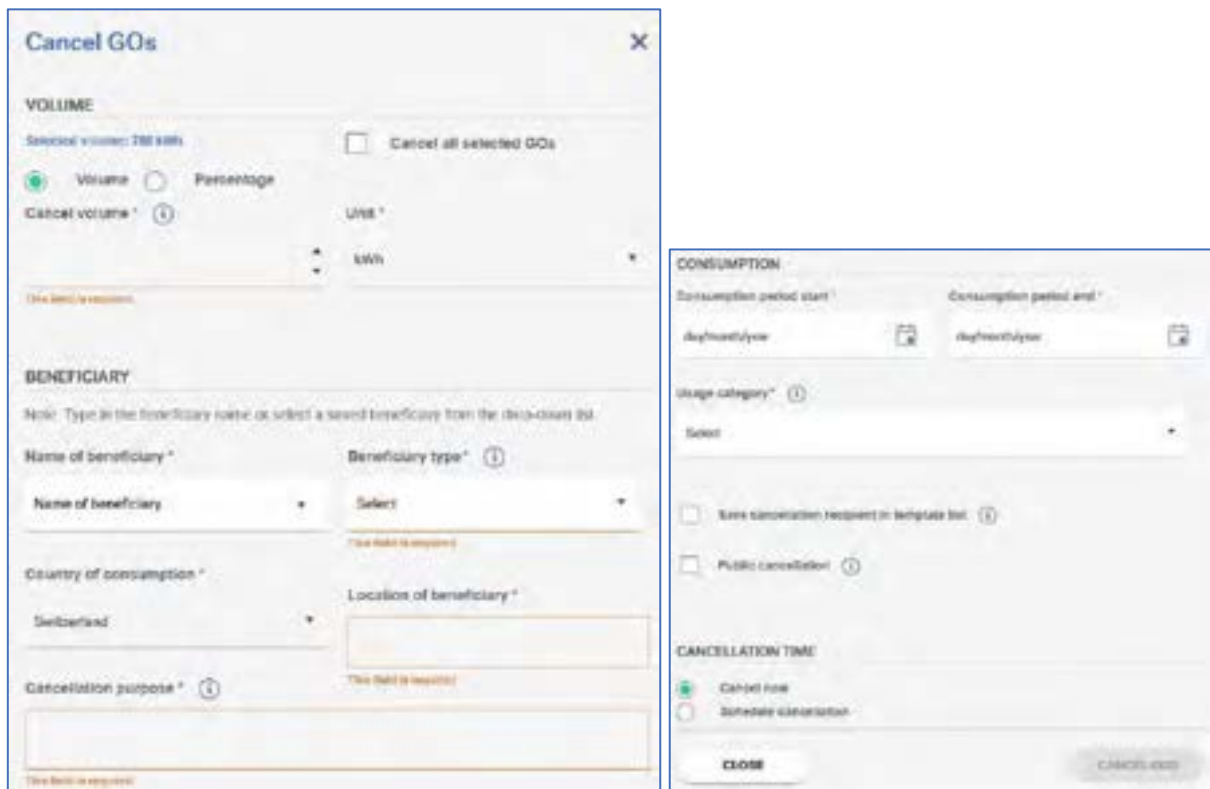 Cancel GOs
VOLUME
Selected volume: kWh
Cancel all selected GOs
Volume
Percentage
Cancel volume *
Unit *
kWh
This field is required
BENEFICIARY
Note: Type in the beneficiary name or select a saved beneficiary from the drop-down list.
Name of beneficiary *
Beneficiary type *
Name of beneficiary
Select
This field is required
Country of consumption *
Location of beneficiary *
Switzerland
This field is required
Cancellation purpose *
This field is required
CONSUMPTION
Consumption period start *
Consumption period end *
day/month/year
day/month/year
Usage category *
Select
Save cancellation recipient in template list
Public cancellation
CANCELLATION TIME
Cancel now
Schedule cancellation
CLOSE
CANCEL GOS